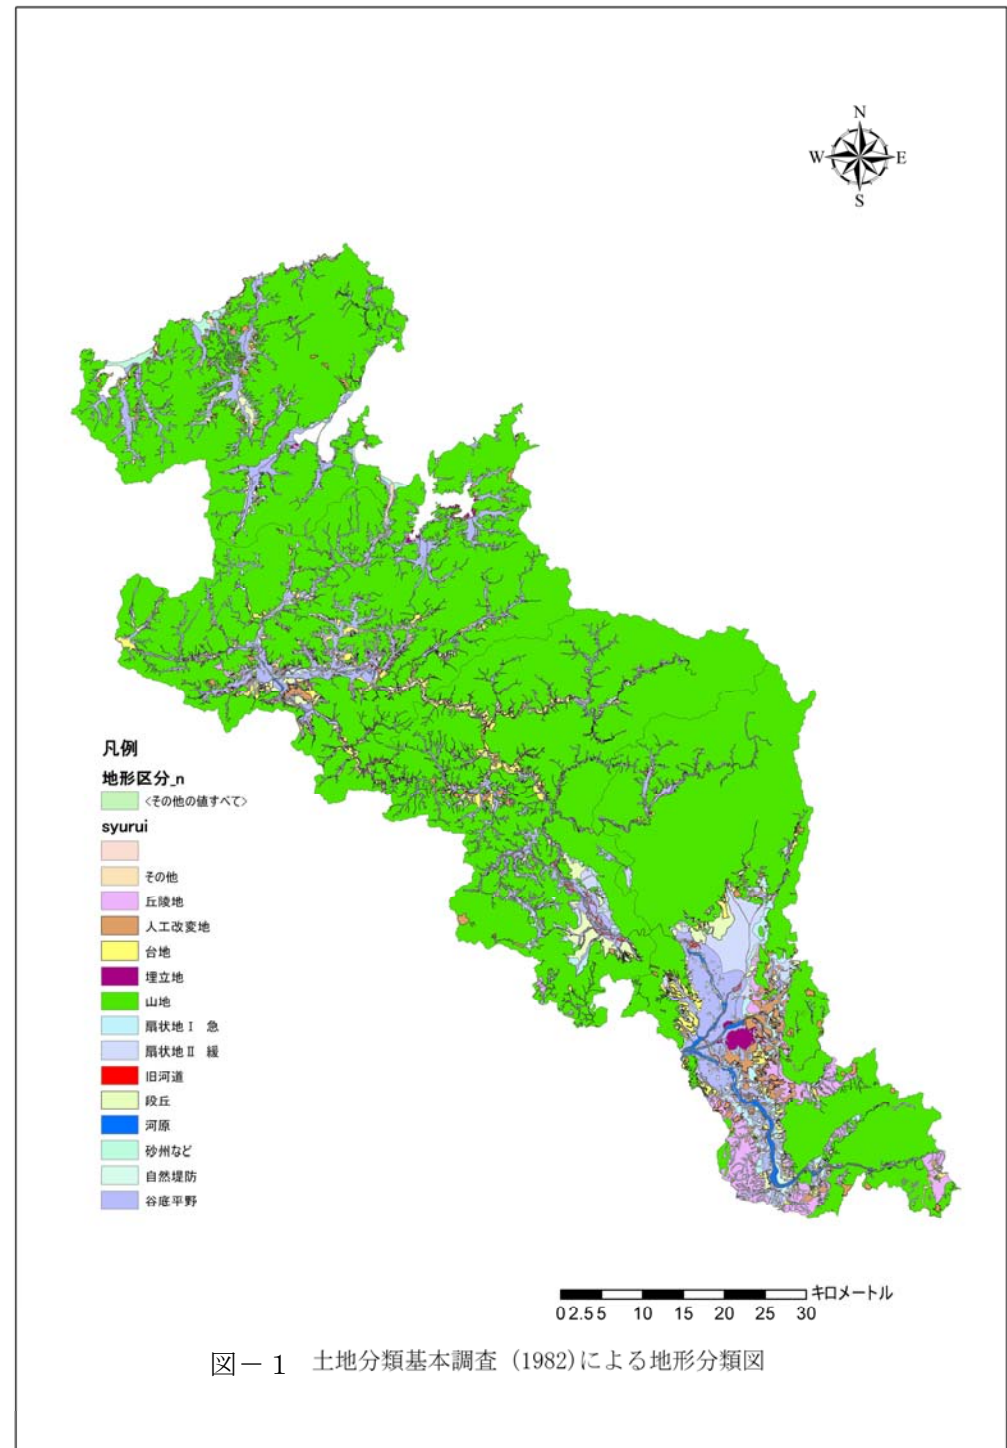 N
W E
S
凡例
地形区分_n
<その他の値すべて>
syurui
その他
丘陵地
人工改変地
台地
埋立地
山地
扇状地Ⅰ 急
扇状地Ⅱ 緩
旧河道
段丘
河原
砂州など
自然堤防
谷底平野
キロメートル
0 2.5 5 10 15 20 25 30
図－１ 土地分類基本調査 (1982)による地形分類図